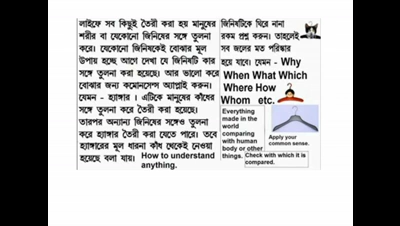 লাইফে সব কিছুই তৈরী করা হয় মানুষের
শরীর বা যেকোনো জিনিষের সঙ্গে তুলনা
করে। যেকোনো জিনিষকেই বোঝার মূল
উপায় হচ্ছে আগে দেখা যে জিনিষটি কার
সঙ্গে তুলনা করা হয়েছে। আর ভালো করে
বোঝার জন্য কমোনসেন্স অ্যাপ্লাই করুন।
যেমন - হ্যাঙ্গার । এটিকে মানুষের কাঁধের
সঙ্গে তুলনা করে তৈরী করা হয়েছে।
তারপর অন্যান্য জিনিষের সঙ্গেও তুলনা
করে হ্যাঙ্গার তৈরী করা যেতে পারে। তবে
হ্যাঙ্গারের মূল ধারনা কাঁধ থেকেই নেওয়া
হয়েছে বলা যায়।
How to understand
anything.
জিনিষটিকে ঘিরে নানা
রকম প্রশ্ন করুন। তাহলেই
সব জলের মত পরিষ্কার
হয়ে যাবে। যেমন - Why
When What Which
Where How
Whom etc.
Everything
made in the
world
comparing
with human
body or other
things.
Apply your
common sense.
Check with which it is
compared.